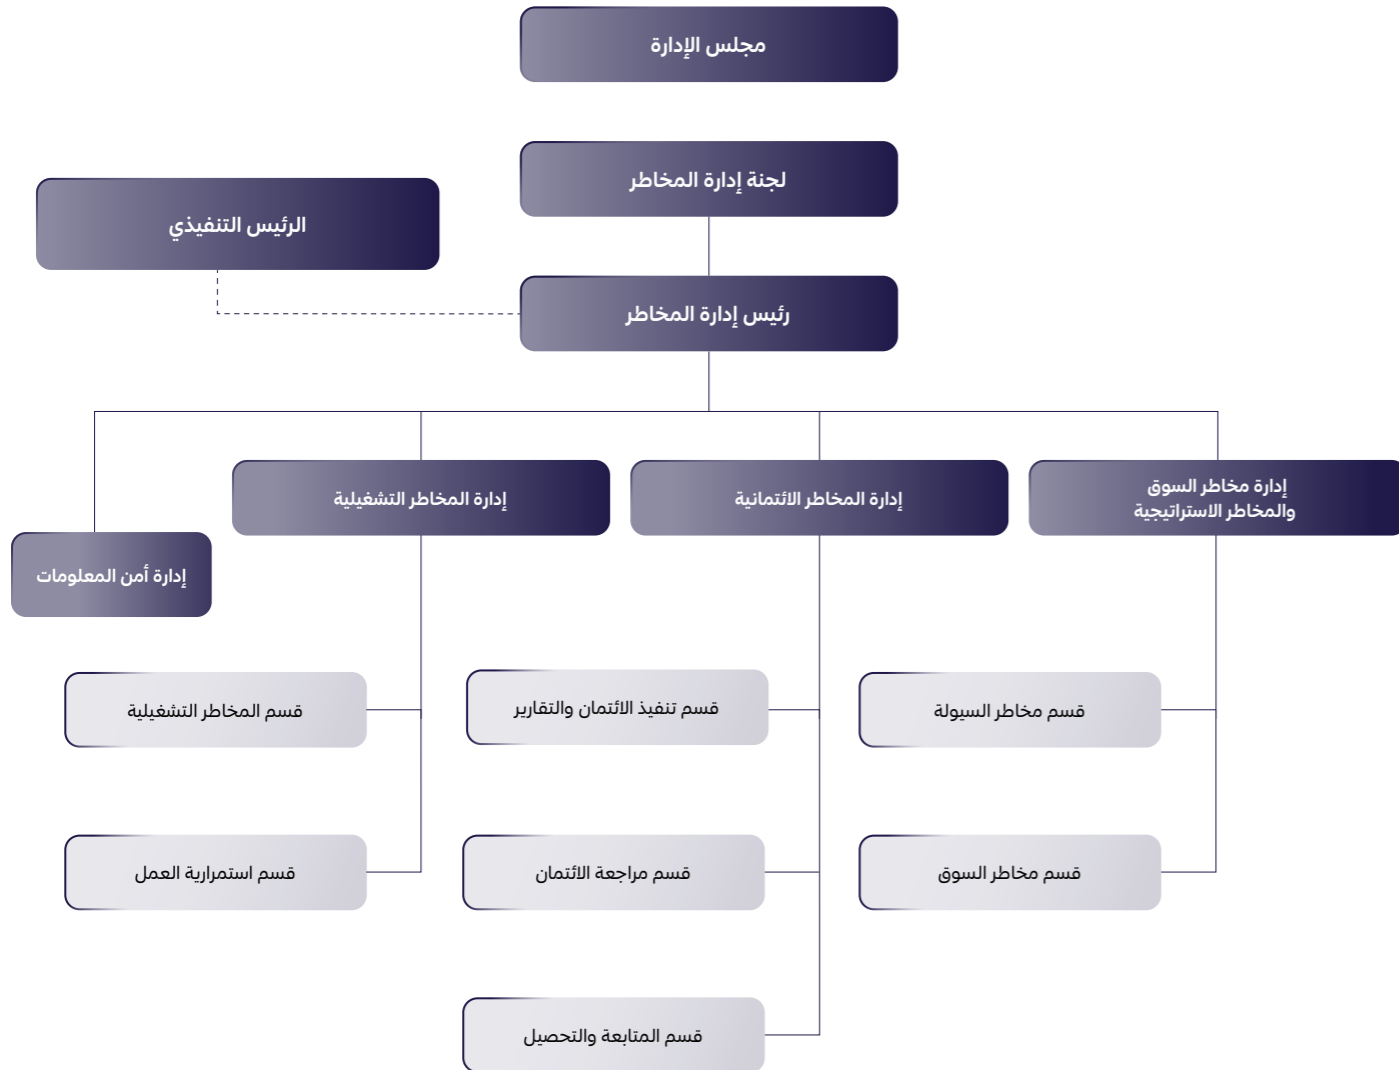 مجلس الإدارة
لجنة إدارة المخاطر
الرئيس التنفيذي
رئيس إدارة المخاطر
إدارة مخاطر السوق
والمخاطر الاستراتيجية
إدارة المخاطر الائتمانية
إدارة المخاطر التشغيلية
إدارة أمن المعلومات
قسم مخاطر السيولة
قسم تنفيذ الائتمان والتقارير
قسم المخاطر التشغيلية
قسم مخاطر السوق
قسم مراجعة الائتمان
قسم استمرارية العمل
قسم المتابعة والتحصيل